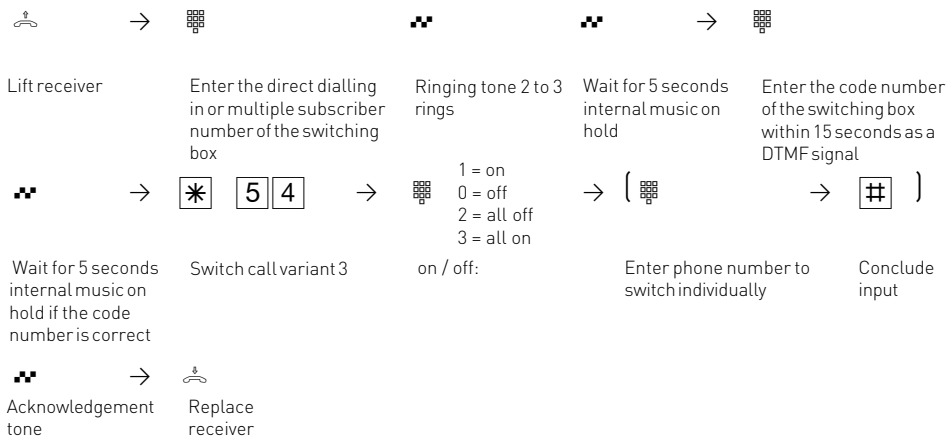 Lift receiver
Enter the direct dialling
in or multiple subscriber
number of the switching
box
Ringing tone 2 to 3
rings
Wait for 5 seconds
internal music on
hold
Enter the code number
of the switching box
within 15 seconds as a
DTMF signal
* 5 4
1 = on
0 = off
2 = all off
3 = all on
( # )
Wait for 5 seconds
internal music on
hold if the code
number is correct
Switch call variant 3
on / off:
Enter phone number to
switch individually
Conclude
input
Acknowledgement
tone
Replace
receiver